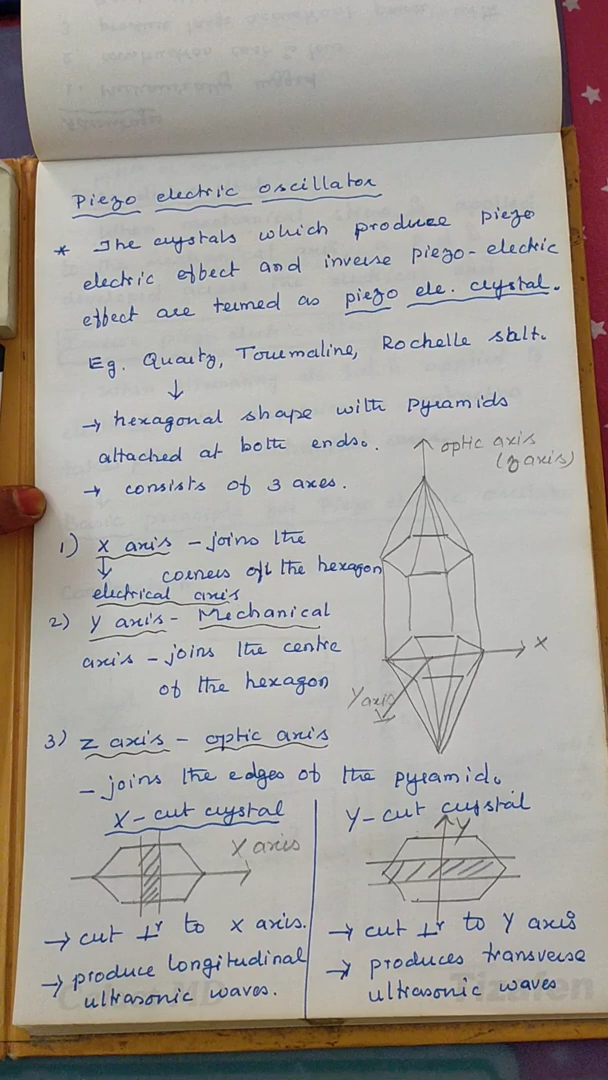 Piezo electric oscillator
* The crystals which produce piezo
electric effect and inverse piezo-electric
effect are termed as piezo ele. crystal.
Eg. Quartz, Tourmaline, Rochelle salt.
↓
→ hexagonal shape with pyramids
attached at both ends.
→ consists of 3 axes.
optic axis
(z axis)
1) X axis - joins the
corners off the hexagon
↓
electrical axis
2) Y axis - Mechanical
axis - joins the centre
of the hexagon
X
Y axis
3) Z axis - optic axis
- joins the edges of the pyramid.
X-cut crystal
X axis
→ cut ⊥r to X axis.
→ produce longitudinal
ultrasonic waves.
Y-cut crystal
Y
→ cut ⊥r to Y axis
→ produces transverse
ultrasonic waves
Tizafen